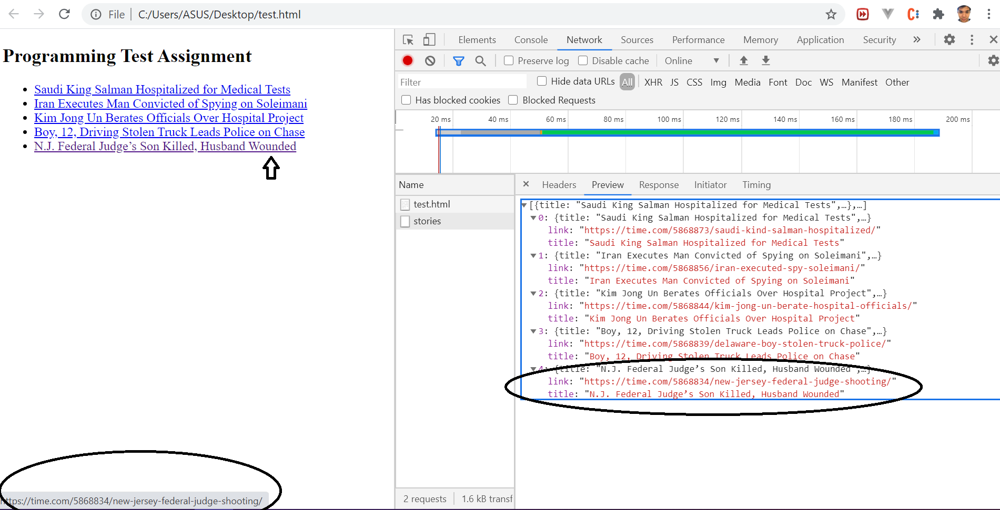 File | C:/Users/ASUS/Desktop/test.html
Programming Test Assignment
Saudi King Salman Hospitalized for Medical Tests
Iran Executes Man Convicted of Spying on Soleimani
Kim Jong Un Berates Officials Over Hospital Project
Boy, 12, Driving Stolen Truck Leads Police on Chase
N.J. Federal Judge’s Son Killed, Husband Wounded
https://time.com/5868834/new-jersey-federal-judge-shooting/
Elements Console Network Sources Performance Memory Application Security »
Preserve log Disable cache Online
Filter Hide data URLs All XHR JS CSS Img Media Font Doc WS Manifest Other
Has blocked cookies Blocked Requests
20 ms 40 ms 60 ms 80 ms 100 ms 120 ms 140 ms 160 ms 180 ms 200 ms
Name
test.html
stories
2 requests 1.6 kB transf
× Headers Preview Response Initiator Timing
[{title: "Saudi King Salman Hospitalized for Medical Tests",…},…]
0: {title: "Saudi King Salman Hospitalized for Medical Tests",…}
link: "https://time.com/5868873/saudi-kind-salman-hospitalized/"
title: "Saudi King Salman Hospitalized for Medical Tests"
1: {title: "Iran Executes Man Convicted of Spying on Soleimani",…}
link: "https://time.com/5868856/iran-executed-spy-soleimani/"
title: "Iran Executes Man Convicted of Spying on Soleimani"
2: {title: "Kim Jong Un Berates Officials Over Hospital Project",…}
link: "https://time.com/5868844/kim-jong-un-berate-hospital-officials/"
title: "Kim Jong Un Berates Officials Over Hospital Project"
3: {title: "Boy, 12, Driving Stolen Truck Leads Police on Chase",…}
link: "https://time.com/5868839/delaware-boy-stolen-truck-police/"
title: "Boy, 12, Driving Stolen Truck Leads Police on Chase"
4: {title: "N.J. Federal Judge’s Son Killed, Husband Wounded",…}
link: "https://time.com/5868834/new-jersey-federal-judge-shooting/"
title: "N.J. Federal Judge’s Son Killed, Husband Wounded"